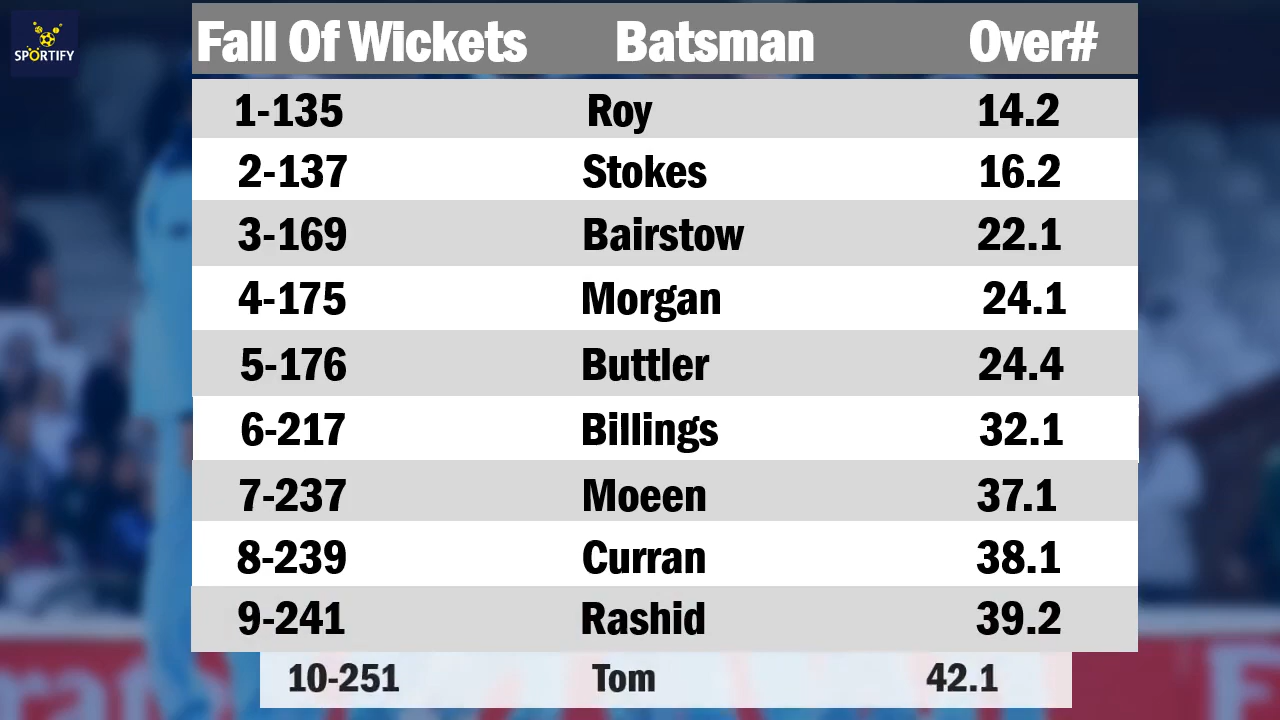 SPORTIFY
Fall Of Wickets Batsman Over#
1-135 Roy 14.2
2-137 Stokes 16.2
3-169 Bairstow 22.1
4-175 Morgan 24.1
5-176 Buttler 24.4
6-217 Billings 32.1
7-237 Moeen 37.1
8-239 Curran 38.1
9-241 Rashid 39.2
10-251 Tom 42.1